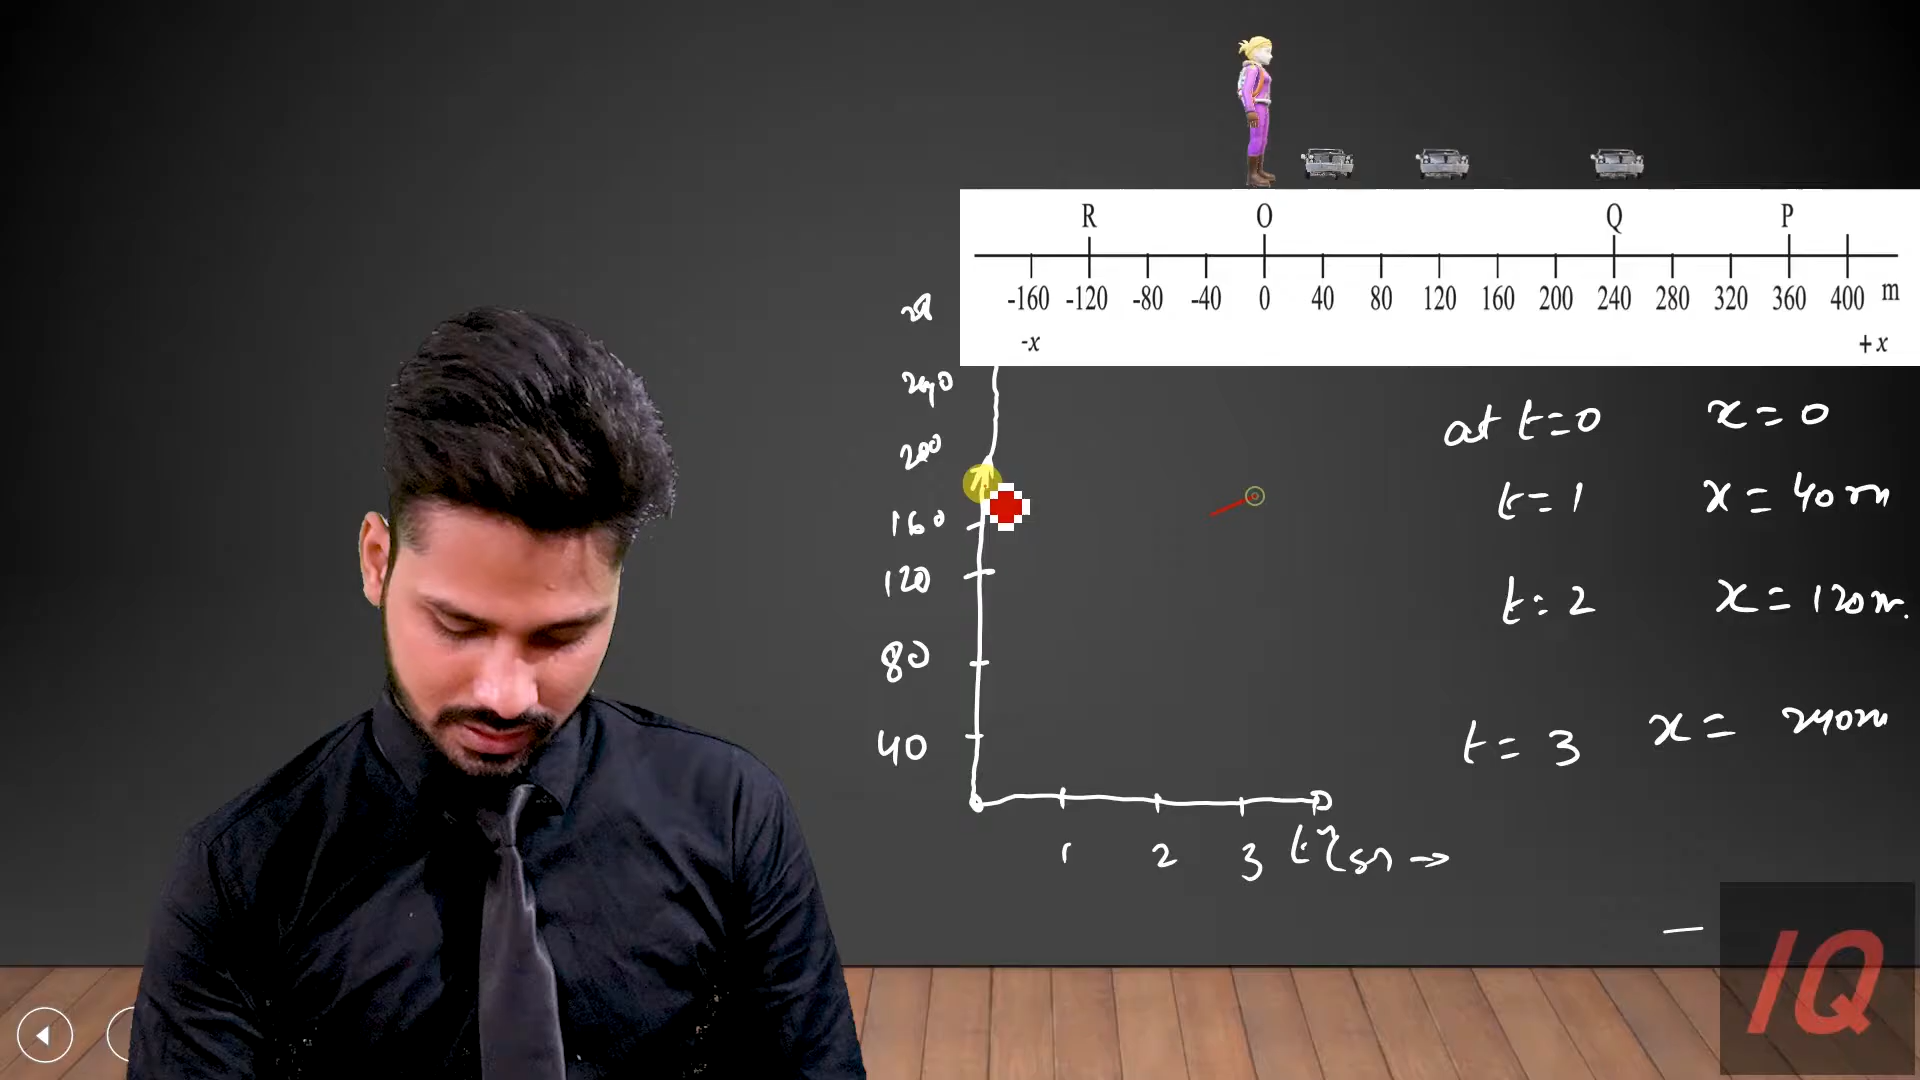 R O Q P
-160 -120 -80 -40 0 40 80 120 160 200 240 280 320 360 400 m
-x +x
x
240
200
160
120
80
40
1 2 3 t (s) →
at t=0 x=0
t=1 x=40m
t=2 x=120m.
t=3 x=240m
IQ